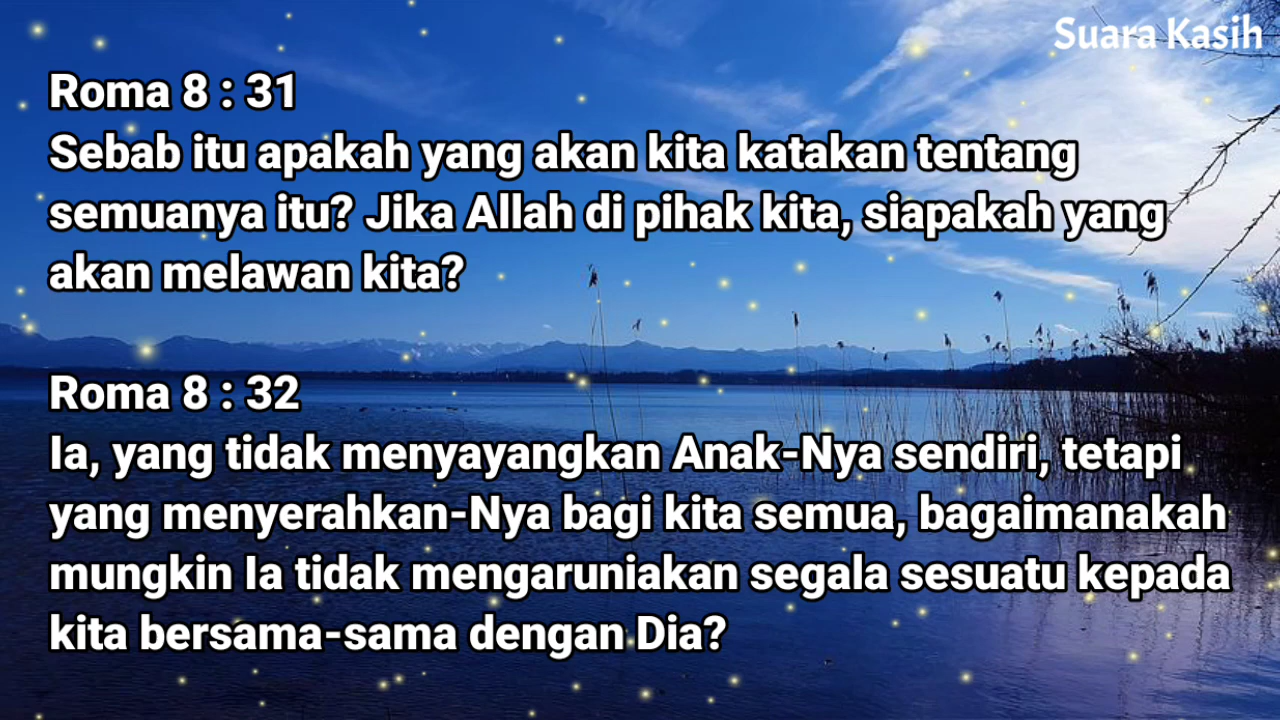 Suara Kasih
Roma 8 : 31
Sebab itu apakah yang akan kita katakan tentang
semuanya itu? Jika Allah di pihak kita, siapakah yang
akan melawan kita?
Roma 8 : 32
Ia, yang tidak menyayangkan Anak-Nya sendiri, tetapi
yang menyerahkan-Nya bagi kita semua, bagaimanakah
mungkin Ia tidak mengaruniakan segala sesuatu kepada
kita bersama-sama dengan Dia?